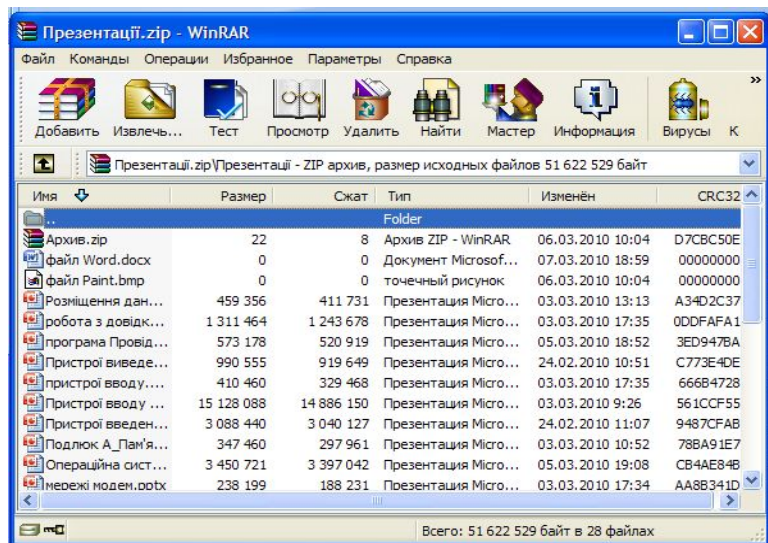 Презентації.zip - WinRAR
Файл Команды Операции Избранное Параметры Справка
Добавить Извлечь... Тест Просмотр Удалить Найти Мастер Информация Вирусы К »
Презентації.zip\Презентації - ZIP архив, размер исходных файлов 51 622 529 байт
Имя Размер Сжат Тип Изменён CRC32
.. Folder
Архив.zip 22 8 Архив ZIP - WinRAR 06.03.2010 10:04 D7CBC50E
файл Word.docx 0 0 Документ Microsof... 07.03.2010 18:59 00000000
файл Paint.bmp 0 0 точечный рисунок 06.03.2010 10:04 00000000
Розміщення дан... 459 356 411 731 Презентация Micro... 03.03.2010 13:13 A34D2C37
робота з довідк... 1 311 464 1 243 678 Презентация Micro... 03.03.2010 17:35 0DDFAFA1
програма Провід... 573 178 520 919 Презентация Micro... 05.03.2010 18:52 3ED947BA
Пристрої виведе... 990 555 919 649 Презентация Micro... 24.02.2010 10:51 C773E4DE
пристрої вводу.... 410 460 329 468 Презентация Micro... 03.03.2010 17:35 666B4728
Пристрої вводу ... 15 128 088 14 886 150 Презентация Micro... 03.03.2010 9:26 561CCF55
Пристрої введен... 3 088 440 3 040 127 Презентация Micro... 24.02.2010 11:07 9487CFAB
Подлюк А_Пам'я... 347 460 297 961 Презентация Micro... 03.03.2010 10:52 78BA91E7
Операційна сист... 3 450 721 3 397 042 Презентация Micro... 05.03.2010 19:08 CB4AE84B
мережі модем.pptx 238 199 188 231 Презентация Micro... 03.03.2010 17:34 AA8B341D
Всего: 51 622 529 байт в 28 файлах